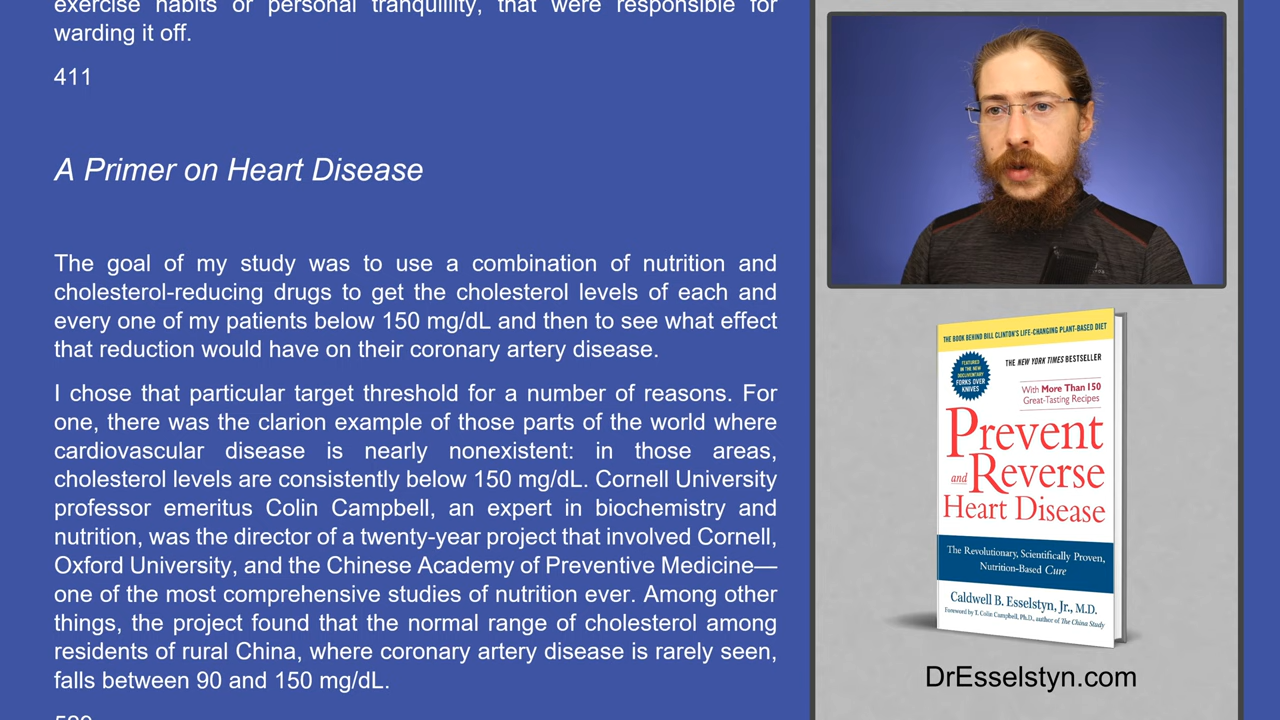 exercise habits or personal tranquility, that were responsible for
warding it off.
411
A Primer on Heart Disease
The goal of my study was to use a combination of nutrition and
cholesterol-reducing drugs to get the cholesterol levels of each and
every one of my patients below 150 mg/dL and then to see what effect
that reduction would have on their coronary artery disease.
I chose that particular target threshold for a number of reasons. For
one, there was the clarion example of those parts of the world where
cardiovascular disease is nearly nonexistent: in those areas,
cholesterol levels are consistently below 150 mg/dL. Cornell University
professor emeritus Colin Campbell, an expert in biochemistry and
nutrition, was the director of a twenty-year project that involved Cornell,
Oxford University, and the Chinese Academy of Preventive Medicine—
one of the most comprehensive studies of nutrition ever. Among other
things, the project found that the normal range of cholesterol among
residents of rural China, where coronary artery disease is rarely seen,
falls between 90 and 150 mg/dL.
THE BOOK BEHIND BILL CLINTON'S LIFE-CHANGING PLANT-BASED DIET
THE NEW YORK TIMES BESTSELLER
FEATURED
IN THE NEW
DOCUMENTARY
FORKS OVER
KNIVES
With More Than 150
Great-Tasting Recipes
Prevent
and Reverse
Heart Disease
The Revolutionary, Scientifically Proven,
Nutrition-Based Cure
Caldwell B. Esselstyn, Jr., M.D.
Foreword by T. Colin Campbell, Ph.D., author of The China Study
DrEsselstyn.com